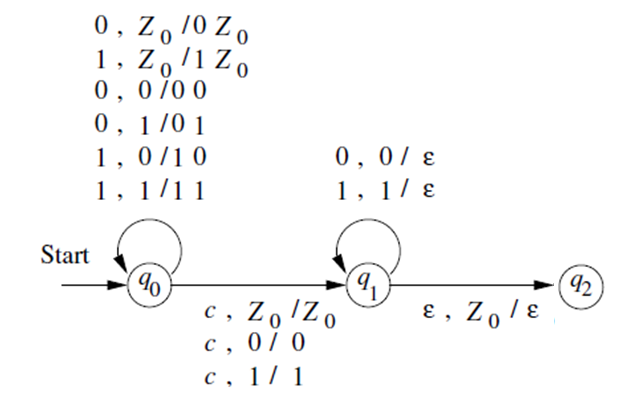 0 , Z₀ / 0 Z₀
1 , Z₀ / 1 Z₀
0 , 0 / 0 0
0 , 1 / 0 1
1 , 0 / 1 0
1 , 1 / 1 1
0 , 0 / ε
1 , 1 / ε
Start
q₀
q₁
q₂
c , Z₀ / Z₀
c , 0 / 0
c , 1 / 1
ε , Z₀ / ε